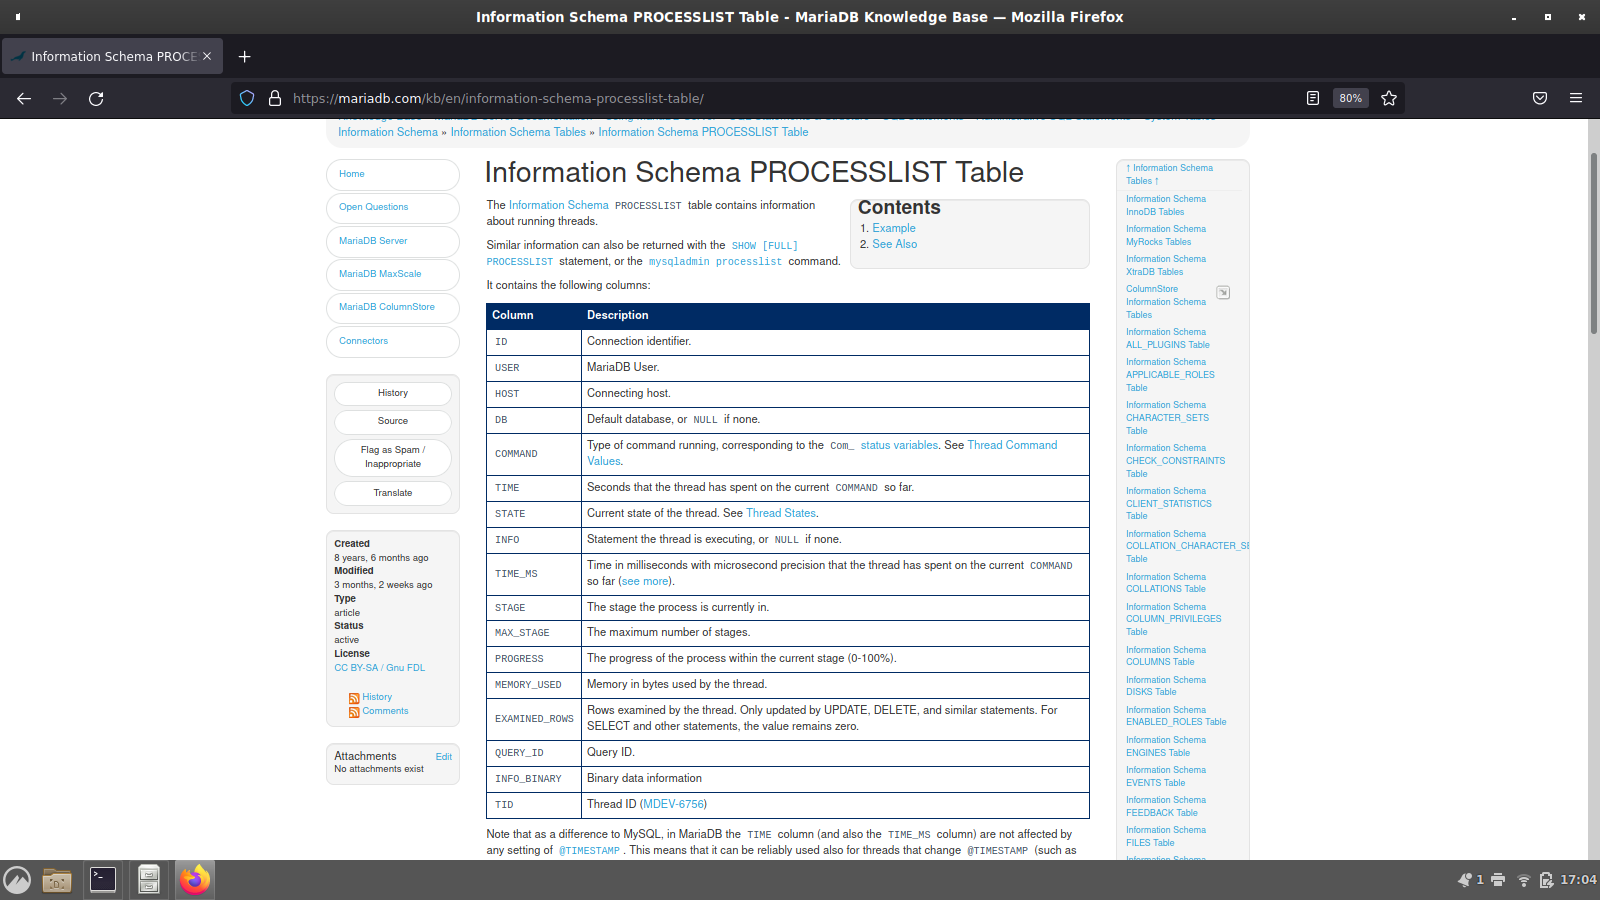 Information Schema PROCESSLIST Table - MariaDB Knowledge Base — Mozilla Firefox
Information Schema PROCE
https://mariadb.com/kb/en/information-schema-processlist-table/
80%
Information Schema » Information Schema Tables » Information Schema PROCESSLIST Table
Home
Open Questions
MariaDB Server
MariaDB MaxScale
MariaDB ColumnStore
Connectors
History
Source
Flag as Spam /
Inappropriate
Translate
Created
8 years, 6 months ago
Modified
3 months, 2 weeks ago
Type
article
Status
active
License
CC BY-SA / Gnu FDL
History
Comments
Attachments Edit
No attachments exist
Information Schema PROCESSLIST Table
The Information Schema PROCESSLIST table contains information
about running threads.
Similar information can also be returned with the SHOW [FULL]
PROCESSLIST statement, or the mysqladmin processlist command.
It contains the following columns:
Contents
1. Example
2. See Also
Column Description
ID Connection identifier.
USER MariaDB User.
HOST Connecting host.
DB Default database, or NULL if none.
COMMAND Type of command running, corresponding to the Com_ status variables. See Thread Command
Values.
TIME Seconds that the thread has spent on the current COMMAND so far.
STATE Current state of the thread. See Thread States.
INFO Statement the thread is executing, or NULL if none.
TIME_MS Time in milliseconds with microsecond precision that the thread has spent on the current COMMAND
so far (see more).
STAGE The stage the process is currently in.
MAX_STAGE The maximum number of stages.
PROGRESS The progress of the process within the current stage (0-100%).
MEMORY_USED Memory in bytes used by the thread.
EXAMINED_ROWS Rows examined by the thread. Only updated by UPDATE, DELETE, and similar statements. For
SELECT and other statements, the value remains zero.
QUERY_ID Query ID.
INFO_BINARY Binary data information
TID Thread ID (MDEV-6756)
Note that as a difference to MySQL, in MariaDB the TIME column (and also the TIME_MS column) are not affected by
any setting of @TIMESTAMP . This means that it can be reliably used also for threads that change @TIMESTAMP (such as
↑ Information Schema
Tables ↑
Information Schema
InnoDB Tables
Information Schema
MyRocks Tables
Information Schema
XtraDB Tables
ColumnStore
Information Schema
Tables
Information Schema
ALL_PLUGINS Table
Information Schema
APPLICABLE_ROLES
Table
Information Schema
CHARACTER_SETS
Table
Information Schema
CHECK_CONSTRAINTS
Table
Information Schema
CLIENT_STATISTICS
Table
Information Schema
COLLATION_CHARACTER_SE
Table
Information Schema
COLLATIONS Table
Information Schema
COLUMN_PRIVILEGES
Table
Information Schema
COLUMNS Table
Information Schema
DISKS Table
Information Schema
ENABLED_ROLES Table
Information Schema
ENGINES Table
Information Schema
EVENTS Table
Information Schema
FEEDBACK Table
Information Schema
FILES Table
1
17:04